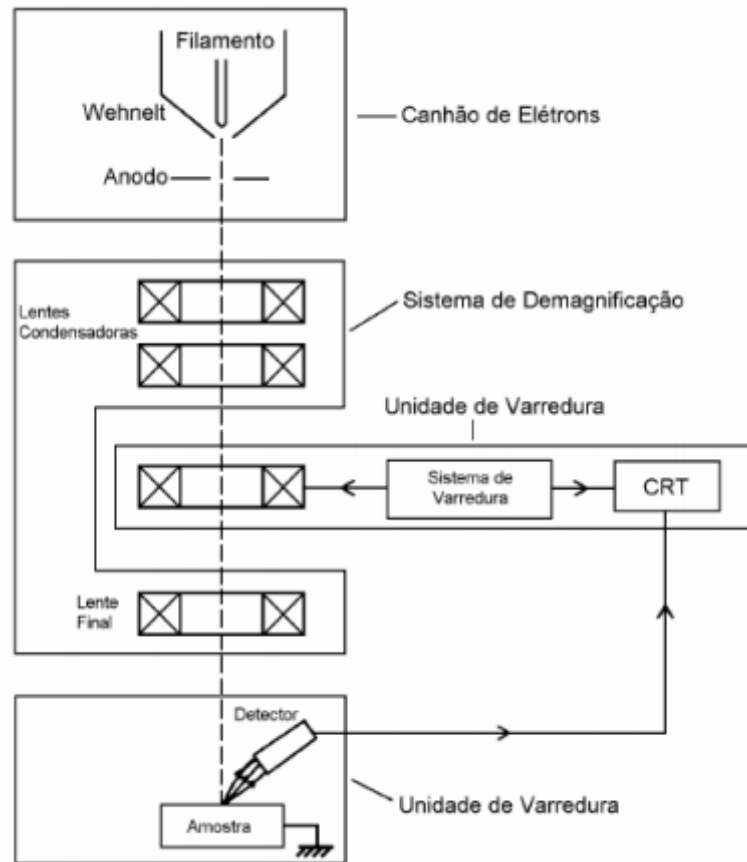 Filamento
Wehnelt
Canhão de Elétrons
Anodo
Lentes
Condensadoras
Sistema de Demagnificação
Unidade de Varredura
Sistema de
Varredura
CRT
Lente
Final
Detector
Amostra
Unidade de Varredura